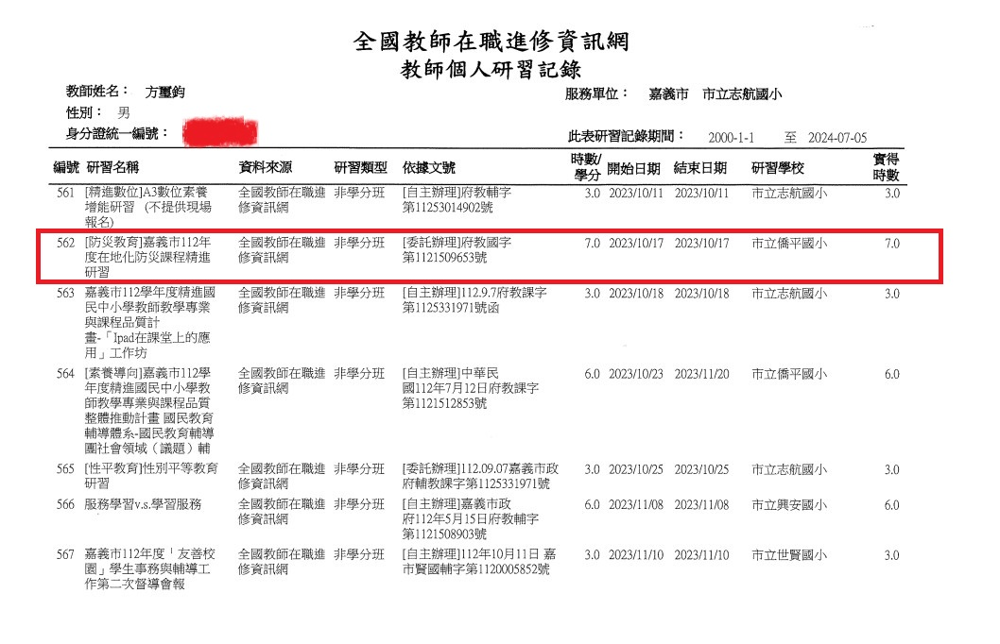 全國教師在職進修資訊網
教師個人研習記錄
教師姓名： 方璽鈞
服務單位： 嘉義市 市立志航國小
性別： 男
身分證統一編號：
此表研習記錄期間： 2000-1-1 至 2024-07-05
編號 研習名稱 資料來源 研習類型 依據文號 時數/學分 開始日期 結束日期 研習學校 實得時數
561 [精進數位]A3數位素養 全國教師在職進 非學分班 [自主辦理]府教輔字 3.0 2023/10/11 2023/10/11 市立志航國小 3.0
增能研習 (不提供現場 修資訊網 第11253014902號
報名)
562 [防災教育]嘉義市112年 全國教師在職進 非學分班 [委託辦理]府教國字 7.0 2023/10/17 2023/10/17 市立僑平國小 7.0
度在地化防災課程精進 修資訊網 第1121509653號
研習
563 嘉義市112學年度精進國 全國教師在職進 非學分班 [自主辦理]112.9.7府教課字 3.0 2023/10/18 2023/10/18 市立志航國小 3.0
民中小學教師教學專業 修資訊網 第1125331971號函
與課程品質計
畫-「Ipad在課堂上的應
用」工作坊
564 [素養導向]嘉義市112學 全國教師在職進 非學分班 [自主辦理]中華民 6.0 2023/10/23 2023/11/20 市立僑平國小 6.0
年度精進國民中小學教 修資訊網 國112年7月12日府教課字
師教學專業與課程品質 第1121512853號
整體推動計畫 國民教育
輔導體系-國民教育輔導
團社會領域（議題）輔
565 [性平教育]性別平等教育 全國教師在職進 非學分班 [委託辦理]112.09.07嘉義市政 3.0 2023/10/25 2023/10/25 市立志航國小 3.0
研習 修資訊網 府輔教課字第1125331971號
566 服務學習v.s.學習服務 全國教師在職進 非學分班 [自主辦理]嘉義市政 6.0 2023/11/08 2023/11/08 市立興安國小 6.0
修資訊網 府112年5月15日府教輔字
第1121508903號
567 嘉義市112年度「友善校 全國教師在職進 非學分班 [自主辦理]112年10月11日 嘉 3.0 2023/11/10 2023/11/10 市立世賢國小 3.0
園」學生事務與輔導工 修資訊網 市賢國輔字第1120005852號
作第二次督導會報